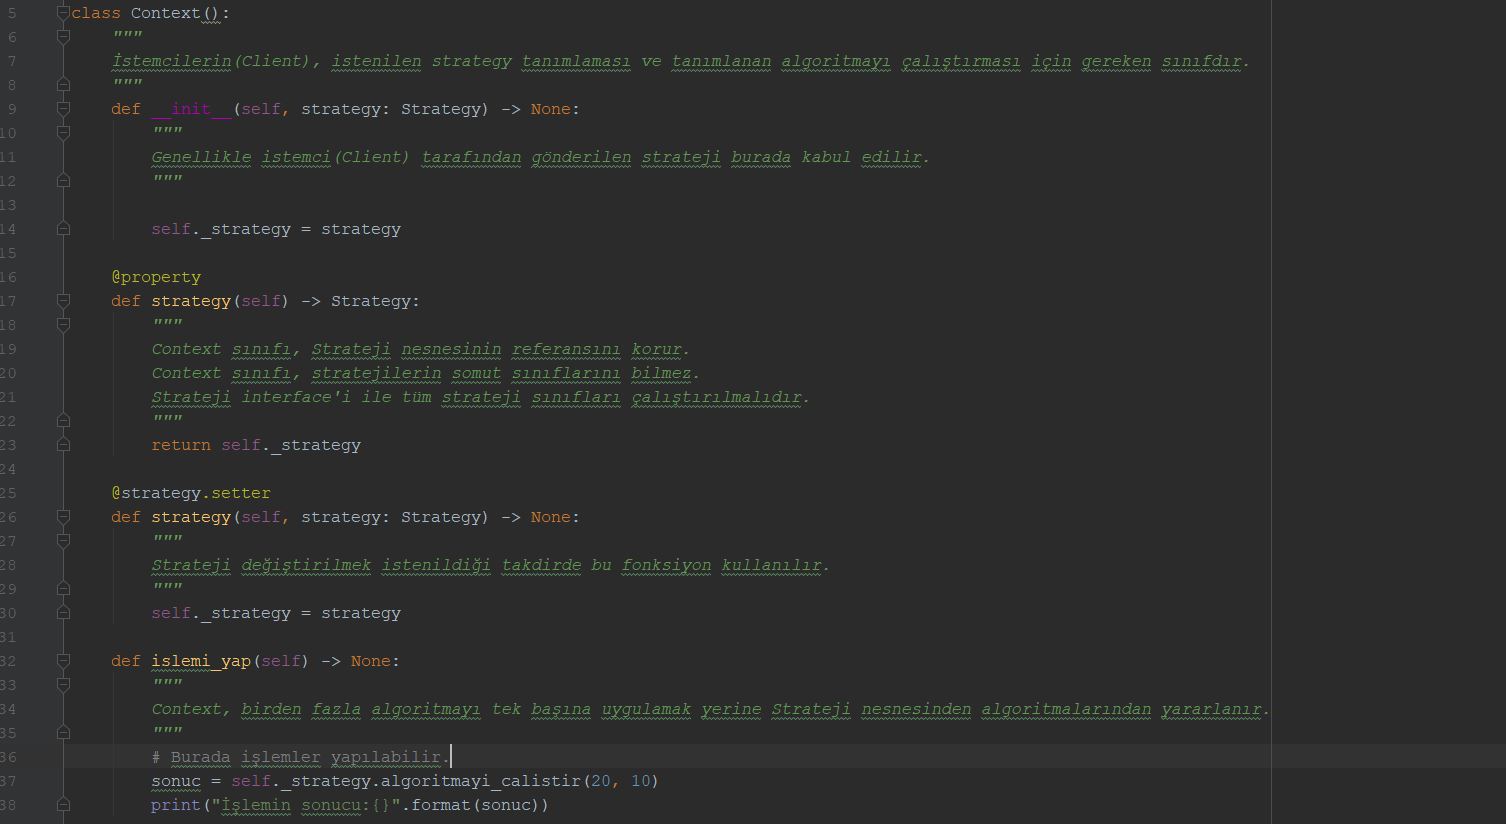 5 class Context():
6     """
7     İstemcilerin(Client), istenilen strategy tanımlaması ve tanımlanan algoritmayı çalıştırması için gereken sınıfdır.
8     """
9     def __init__(self, strategy: Strategy) -> None:
10         """
11         Genellikle istemci(Client) tarafından gönderilen strateji burada kabul edilir.
12         """
13
14         self._strategy = strategy
15
16     @property
17     def strategy(self) -> Strategy:
18         """
19         Context sınıfı, Strateji nesnesinin referansını korur.
20         Context sınıfı, stratejilerin somut sınıflarını bilmez.
21         Strateji interface'i ile tüm strateji sınıfları çalıştırılmalıdır.
22         """
23         return self._strategy
24
25     @strategy.setter
26     def strategy(self, strategy: Strategy) -> None:
27         """
28         Strateji değiştirilmek istenildiği takdirde bu fonksiyon kullanılır.
29         """
30         self._strategy = strategy
31
32     def islemi_yap(self) -> None:
33         """
34         Context, birden fazla algoritmayı tek başına uygulamak yerine Strateji nesnesinden algoritmalarından yararlanır.
35         """
36         # Burada işlemler yapılabilir.
37         sonuc = self._strategy.algoritmayi_calistir(20, 10)
38         print("İşlemin sonucu:{}".format(sonuc))